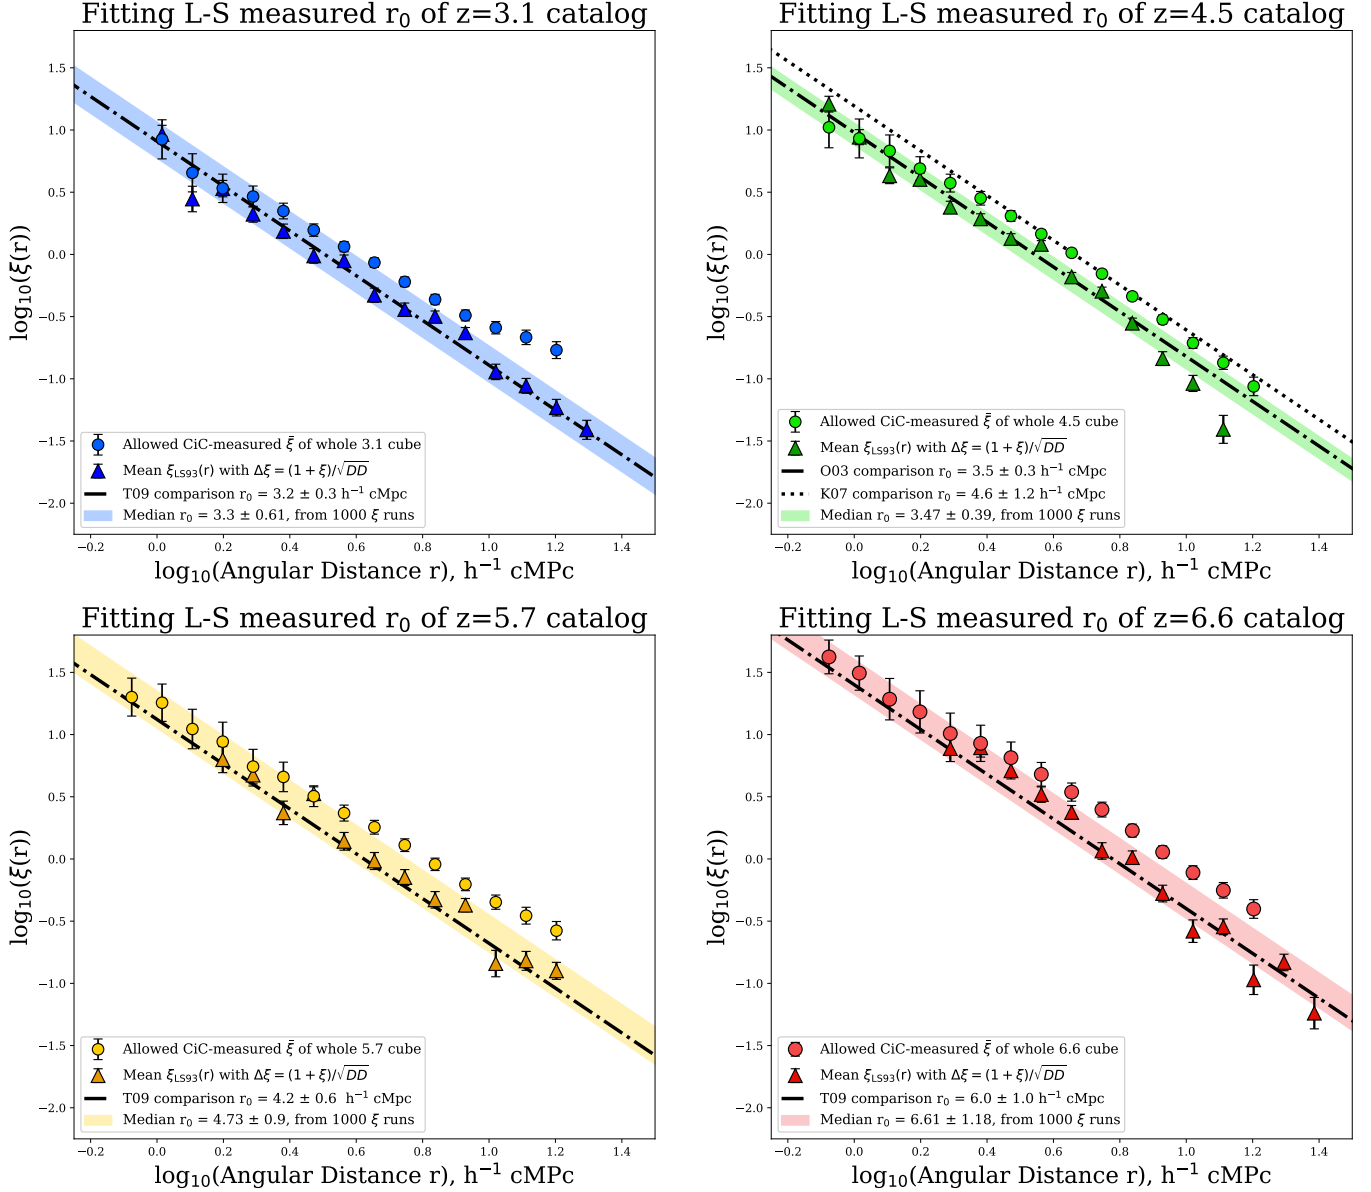 Fitting L-S measured r₀ of z=3.1 catalog
log₁₀(ξ(r))
1.5
1.0
0.5
0.0
−0.5
−1.0
−1.5
−2.0
Allowed CiC-measured ξ̄ of whole 3.1 cube
Mean ξLS93(r) with Δξ = (1 + ξ)/√DD
T09 comparison r₀ = 3.2 ± 0.3 h⁻¹ cMpc
Median r₀ = 3.3 ± 0.61, from 1000 ξ runs
−0.2 0.0 0.2 0.4 0.6 0.8 1.0 1.2 1.4
log₁₀(Angular Distance r), h⁻¹ cMPc
Fitting L-S measured r₀ of z=4.5 catalog
log₁₀(ξ(r))
1.5
1.0
0.5
0.0
−0.5
−1.0
−1.5
−2.0
Allowed CiC-measured ξ̄ of whole 4.5 cube
Mean ξLS93(r) with Δξ = (1 + ξ)/√DD
O03 comparison r₀ = 3.5 ± 0.3 h⁻¹ cMpc
K07 comparison r₀ = 4.6 ± 1.2 h⁻¹ cMpc
Median r₀ = 3.47 ± 0.39, from 1000 ξ runs
−0.2 0.0 0.2 0.4 0.6 0.8 1.0 1.2 1.4
log₁₀(Angular Distance r), h⁻¹ cMPc
Fitting L-S measured r₀ of z=5.7 catalog
log₁₀(ξ(r))
1.5
1.0
0.5
0.0
−0.5
−1.0
−1.5
−2.0
Allowed CiC-measured ξ̄ of whole 5.7 cube
Mean ξLS93(r) with Δξ = (1 + ξ)/√DD
T09 comparison r₀ = 4.2 ± 0.6 h⁻¹ cMpc
Median r₀ = 4.73 ± 0.9, from 1000 ξ runs
−0.2 0.0 0.2 0.4 0.6 0.8 1.0 1.2 1.4
log₁₀(Angular Distance r), h⁻¹ cMPc
Fitting L-S measured r₀ of z=6.6 catalog
log₁₀(ξ(r))
1.5
1.0
0.5
0.0
−0.5
−1.0
−1.5
−2.0
Allowed CiC-measured ξ̄ of whole 6.6 cube
Mean ξLS93(r) with Δξ = (1 + ξ)/√DD
T09 comparison r₀ = 6.0 ± 1.0 h⁻¹ cMpc
Median r₀ = 6.61 ± 1.18, from 1000 ξ runs
−0.2 0.0 0.2 0.4 0.6 0.8 1.0 1.2 1.4
log₁₀(Angular Distance r), h⁻¹ cMPc